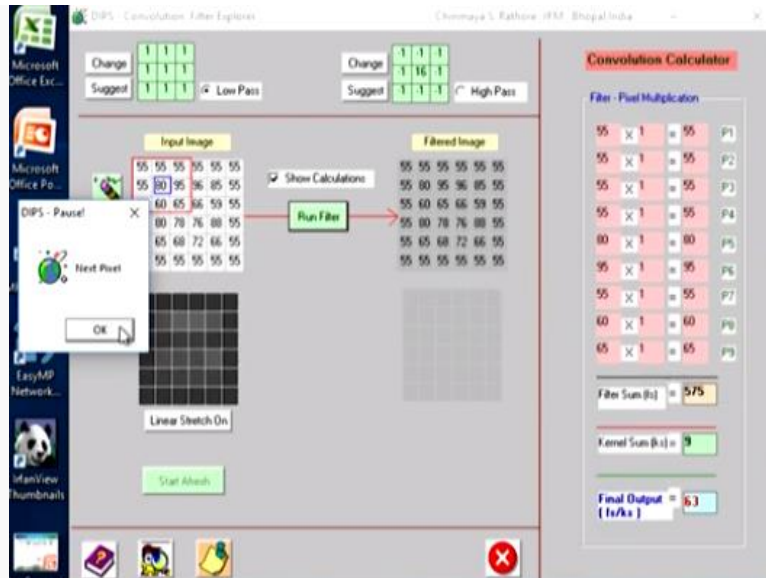 DIPS - Convolution Filter Explorer
Chinmaya S. Rathore IIFM Bhopal India
Microsoft
Office Exc...
Microsoft
Office Po...
EasyMP
Network...
IrfanView
Thumbnails
Change
Suggest
1 1 1
1 1 1
1 1 1
Low Pass
Change
Suggest
-1 -1 -1
-1 16 -1
-1 -1 -1
High Pass
Input Image
55 55 55 55 55 55
55 80 95 96 85 55
60 65 66 59 55
80 78 76 88 55
65 68 72 66 55
55 55 55 55 55
Show Calculations
Run Filter
Filtered Image
55 55 55 55 55 55
55 80 95 96 85 55
55 60 65 66 59 55
55 80 78 76 88 55
55 65 68 72 66 55
55 55 55 55 55 55
DIPS - Pause!
Next Pixel
OK
Linear Stretch On
Start Afresh
Convolution Calculator
Filter - Pixel Multiplication
55 X 1 = 55 P1
55 X 1 = 55 P2
55 X 1 = 55 P3
55 X 1 = 55 P4
80 X 1 = 80 P5
95 X 1 = 95 P6
55 X 1 = 55 P7
60 X 1 = 60 P8
65 X 1 = 65 P9
Filter Sum (fs) = 575
Kernel Sum (ks) = 9
Final Output = 63
( fs/ks )